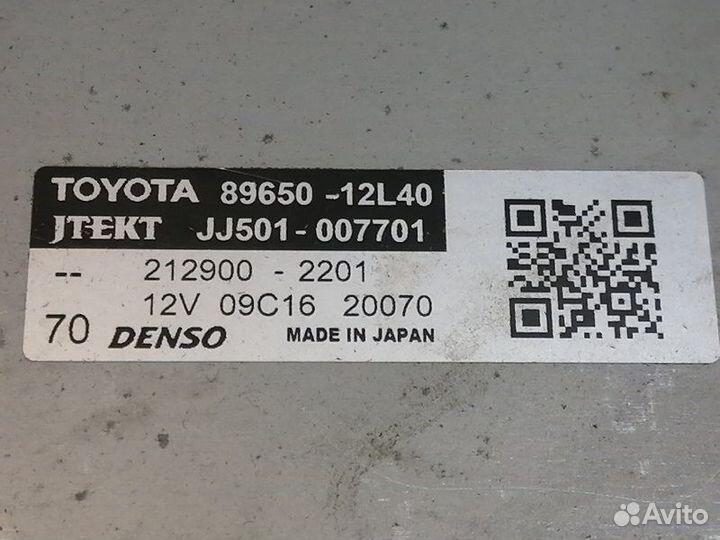 TOYOTA 89650-12L40
JTEKT JJ501-007701
-- 212900 - 2201
12V 09C16 20070
70 DENSO MADE IN JAPAN
Avito